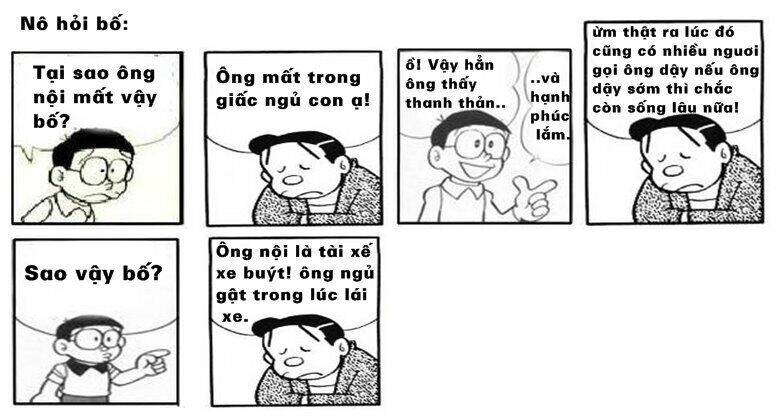 Nô hỏi bố:
Tại sao ông
nội mất vậy
bố?
Ông mất trong
giấc ngủ con ạ!
ồ! Vậy hẳn
ông thấy
thanh thản..
..và
hạnh
phúc
lắm.
ừm thật ra lúc đó
cũng có nhiều nguơi
gọi ông dậy nếu ông
dậy sớm thì chắc
còn sống lâu nữa!
Sao vậy bố?
Ông nội là tài xế
xe buýt! ông ngủ
gật trong lúc lái
xe.